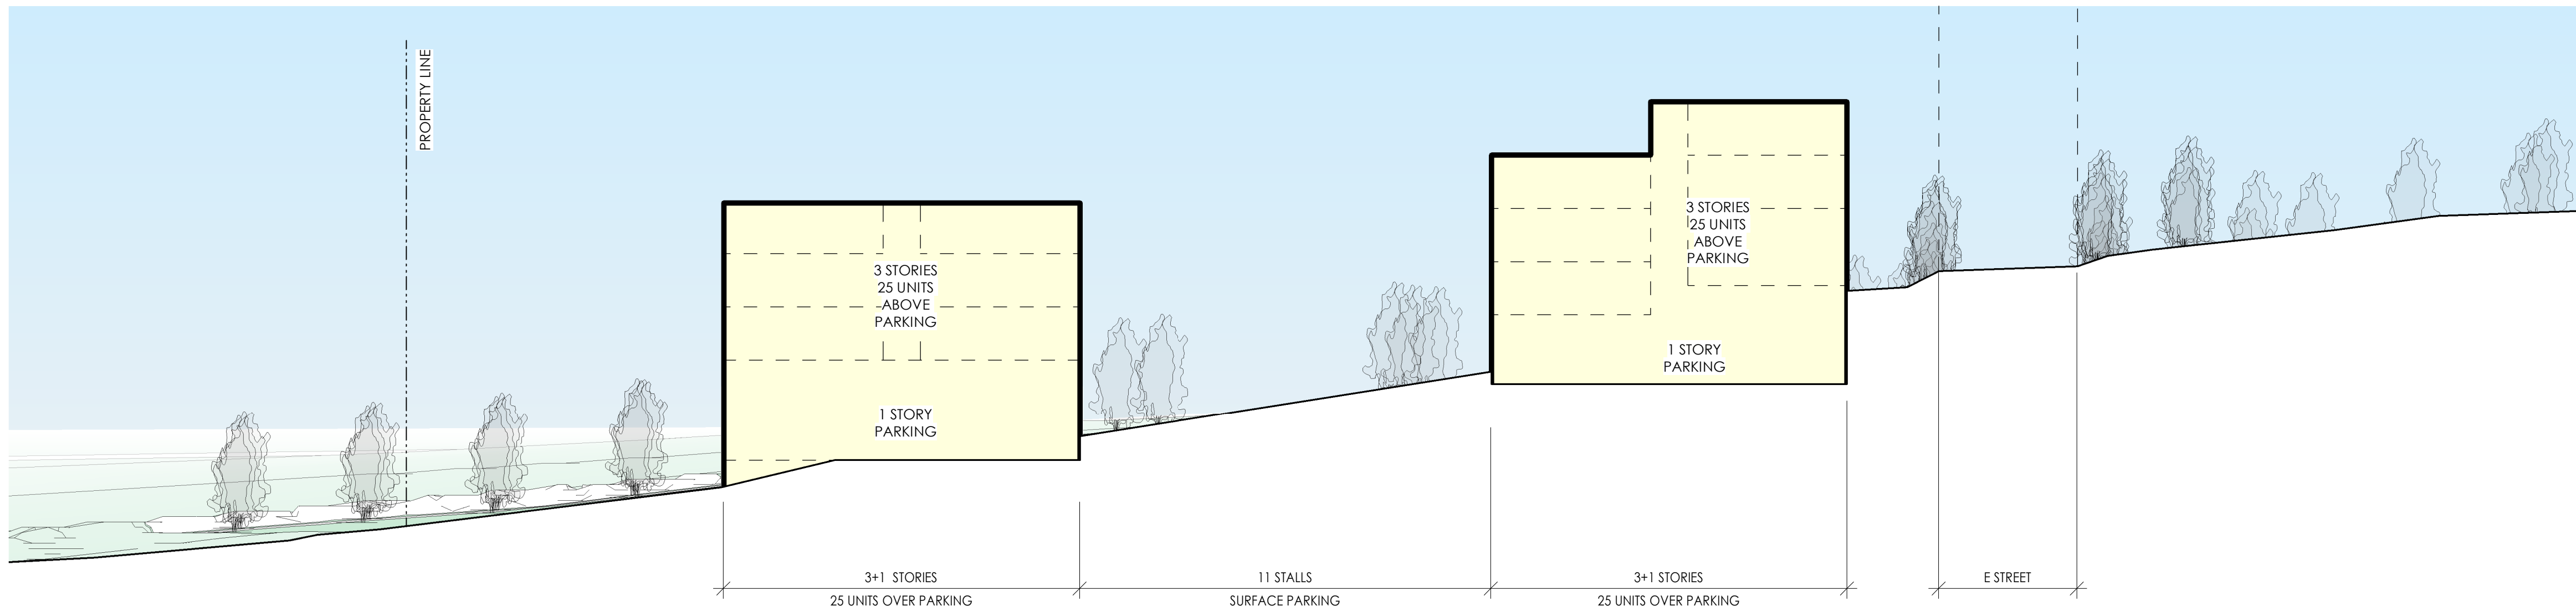 PROPERTY LINE
3 STORIES
25 UNITS
ABOVE
PARKING
1 STORY
PARKING
3 STORIES
25 UNITS
ABOVE
PARKING
1 STORY
PARKING
3+1 STORIES
25 UNITS OVER PARKING
11 STALLS
SURFACE PARKING
3+1 STORIES
25 UNITS OVER PARKING
E STREET